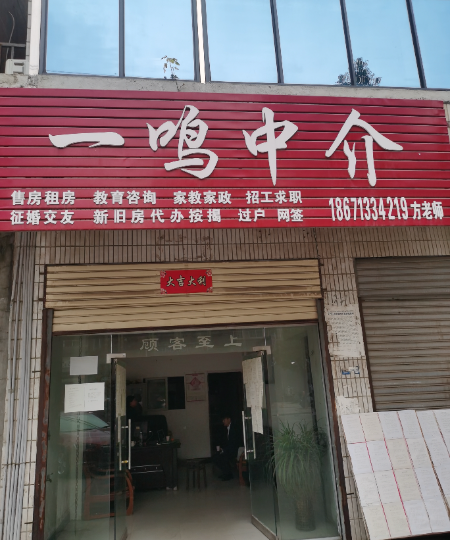 一鸣中介
售房租房 教育咨询 家教家政 招工求职
征婚交友 新旧房代办按揭 过户 网签 18671334219方老师
大吉大利
顾客至上